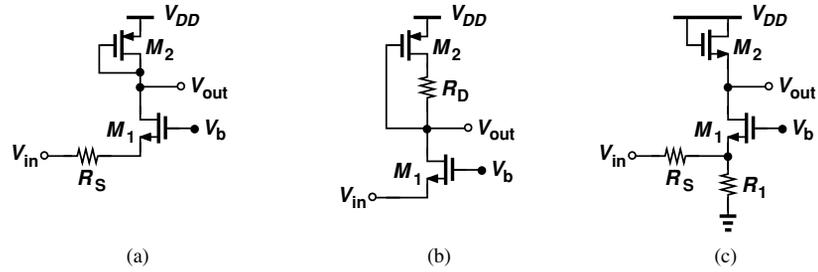 V_DD V_DD V_DD
M_2 M_2 M_2
V_out R_D V_out
M_1 V_b V_out M_1 V_b
V_in R_S M_1 V_b V_in R_S R_1
V_in
(a) (b) (c)